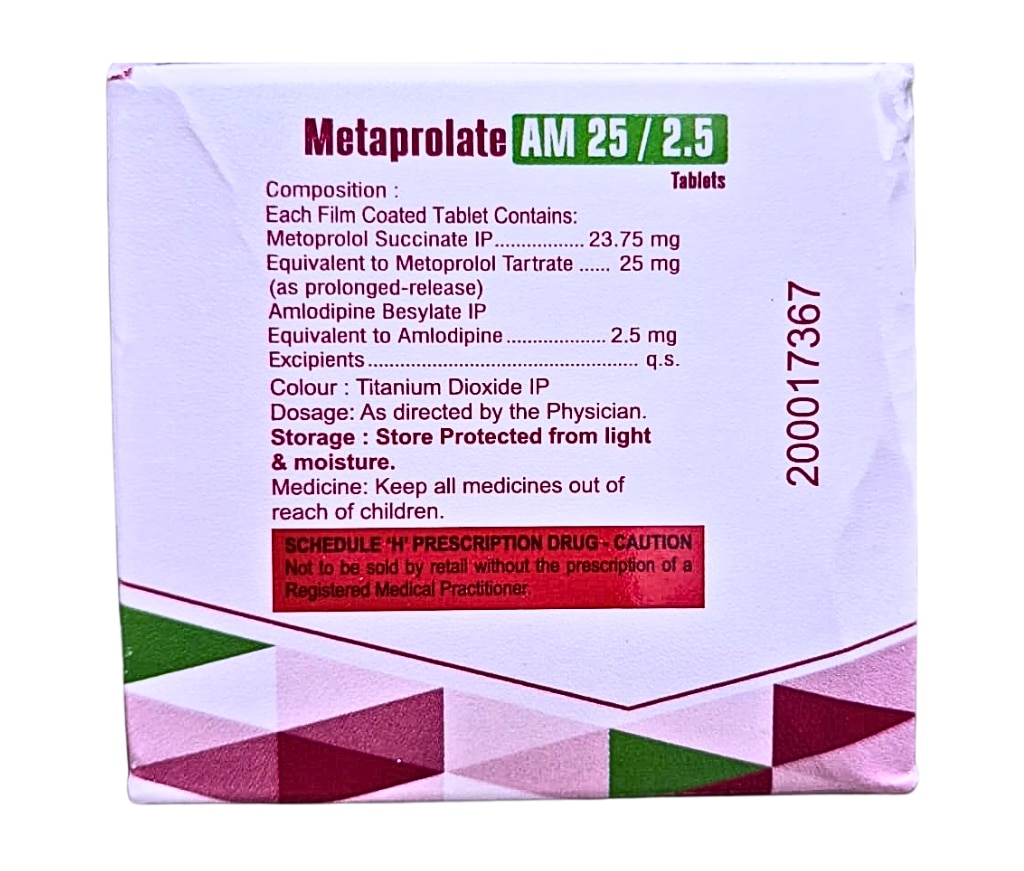 Metaprolate AM 25 / 2.5
Tablets
Composition :
Each Film Coated Tablet Contains:
Metoprolol Succinate IP................. 23.75 mg
Equivalent to Metoprolol Tartrate ...... 25 mg
(as prolonged-release)
Amlodipine Besylate IP
Equivalent to Amlodipine................... 2.5 mg
Excipients.................................................... q.s.
Colour : Titanium Dioxide IP
Dosage: As directed by the Physician.
Storage : Store Protected from light
& moisture.
Medicine: Keep all medicines out of
reach of children.
SCHEDULE 'H' PRESCRIPTION DRUG - CAUTION
Not to be sold by retail without the prescription of a
Registered Medical Practitioner.
200017367